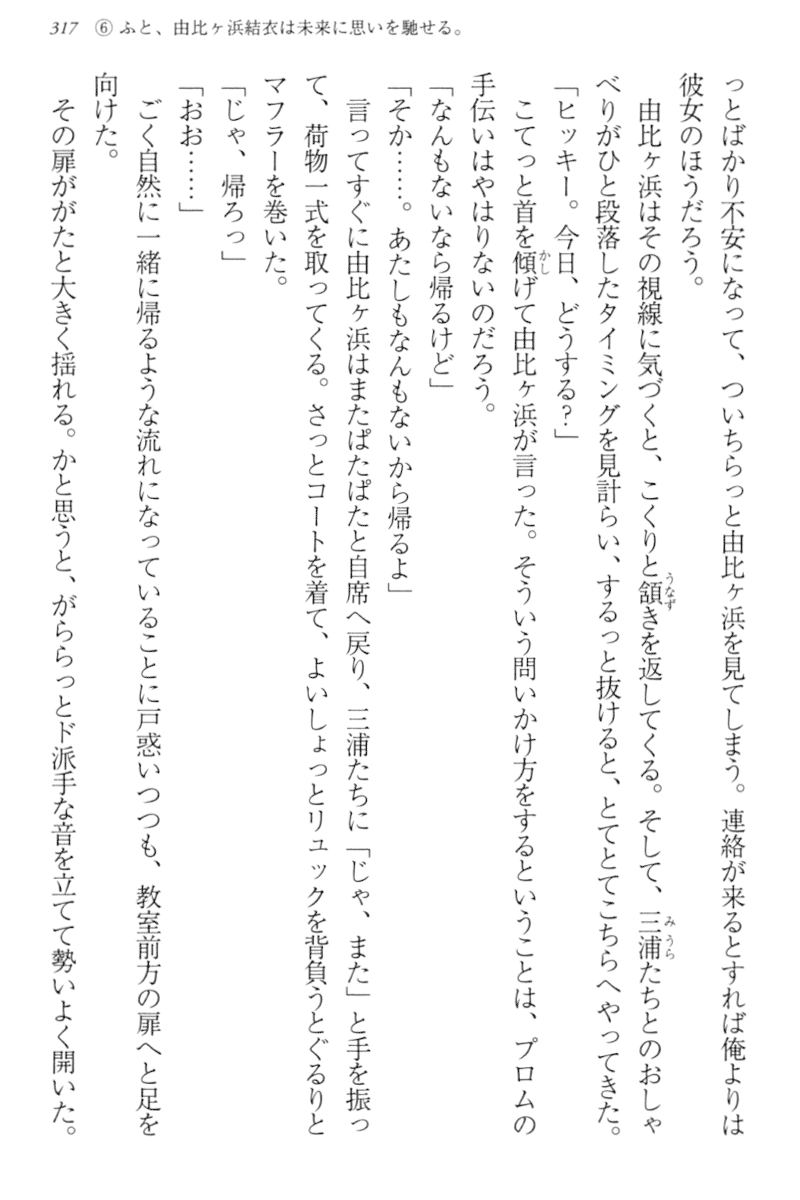 317 ⑥ ふと、由比ヶ浜結衣は未来に思いを馳せる。
っとばかり不安になって、ついちらっと由比ヶ浜を見てしまう。連絡が来るとすれば俺よりは
彼女のほうだろう。
由比ヶ浜はその視線に気づくと、こくりと頷きを返してくる。そして、三浦たちとのおしゃ
べりがひと段落したタイミングを見計らい、するっと抜けると、とてとてこちらへやってきた。
「ヒッキー。今日、どうする?」
こてっと首を傾げて由比ヶ浜が言った。そういう問いかけ方をするということは、プロムの
手伝いはやはりないのだろう。
「なんもないなら帰るけど」
「そか……。あたしもなんもないから帰るよ」
言ってすぐに由比ヶ浜はまたぱたぱたと自席へ戻り、三浦たちに「じゃ、また」と手を振っ
て、荷物一式を取ってくる。さっとコートを着て、よいしょっとリュックを背負うとぐるりと
マフラーを巻いた。
「じゃ、帰ろっ」
「おお……」
ごく自然に一緒に帰るような流れになっていることに戸惑いつつも、教室前方の扉へと足を
向けた。
その扉ががたと大きく揺れる。かと思うと、がららっとド派手な音を立てて勢いよく開いた。